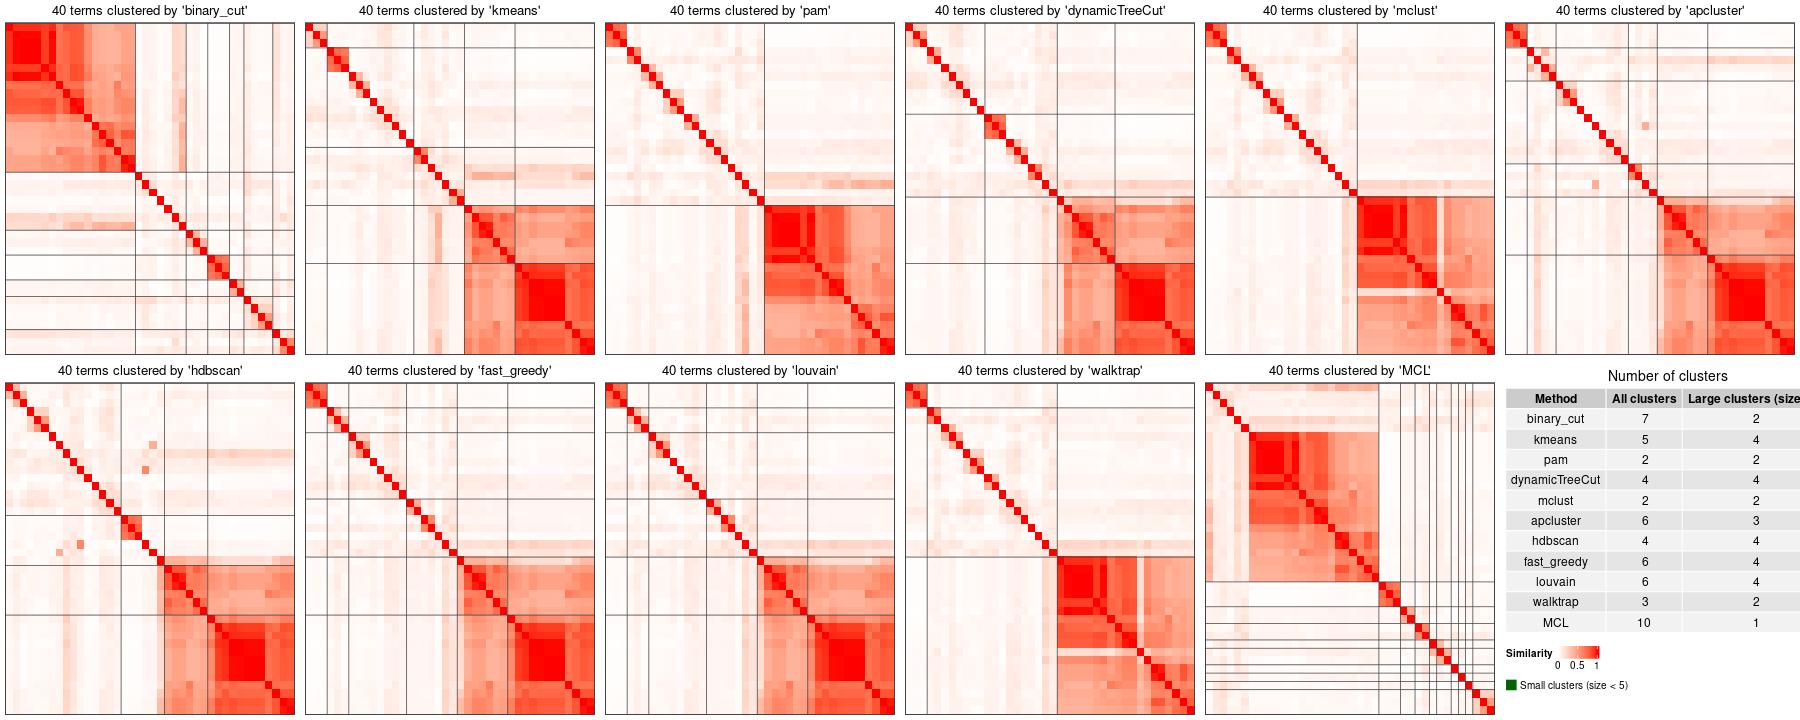 40 terms clustered by 'binary_cut'
40 terms clustered by 'kmeans'
40 terms clustered by 'pam'
40 terms clustered by 'dynamicTreeCut'
40 terms clustered by 'mclust'
40 terms clustered by 'apcluster'
40 terms clustered by 'hdbscan'
40 terms clustered by 'fast_greedy'
40 terms clustered by 'louvain'
40 terms clustered by 'walktrap'
40 terms clustered by 'MCL'
Number of clusters
Method All clusters Large clusters (size
binary_cut 7 2
kmeans 5 4
pam 2 2
dynamicTreeCut 4 4
mclust 2 2
apcluster 6 3
hdbscan 4 4
fast_greedy 6 4
louvain 6 4
walktrap 3 2
MCL 10 1
Similarity
0 0.5 1
Small clusters (size < 5)